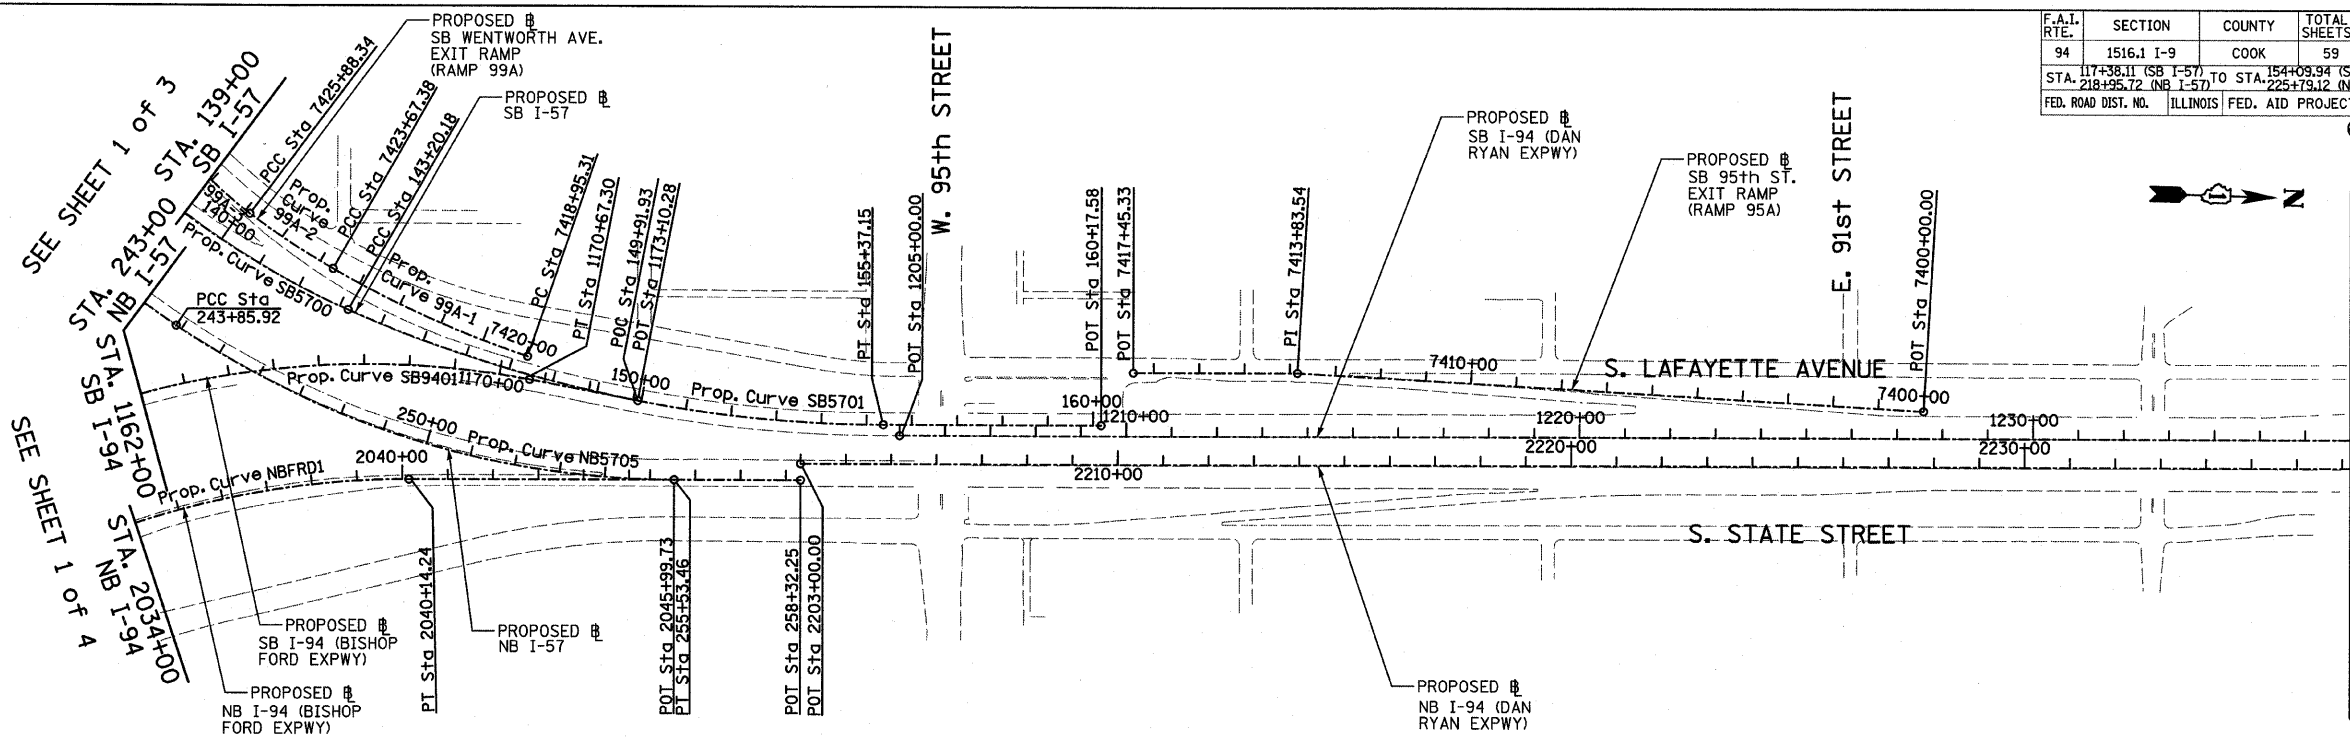 F.A.I.
RTE.
SECTION
COUNTY
TOTAL
SHEETS
94
1516.1 I-9
COOK
59
STA. 117+38.11 (SB I-57) TO STA. 154+09.94 (S
218+95.72 (NB I-57) 225+79.12 (N
FED. ROAD DIST. NO.
ILLINOIS
FED. AID PROJECT
PROPOSED ℄
SB WENTWORTH AVE.
EXIT RAMP
(RAMP 99A)
PROPOSED ℄
SB I-57
SEE SHEET 1 of 3
STA. 139+00
SB I-57
STA. 243+00
NB I-57
STA. 1162+00
SB I-94
SEE SHEET 1 of 4
STA. 2034+00
NB I-94
PCC Sta 7425+88.34
PCC Sta 7423+67.38
PCC Sta 143+20.18
PC Sta 7418+95.31
PT Sta 1170+67.30
POC Sta 149+91.93
POT Sta 1173+10.28
PT Sta 155+37.15
POT Sta 1205+00.00
W. 95th STREET
POT Sta 160+17.58
POT Sta 7417+45.33
PI Sta 7413+83.54
PROPOSED ℄
SB I-94 (DAN
RYAN EXPWY)
PROPOSED ℄
SB 95th ST.
EXIT RAMP
(RAMP 95A)
E. 91st STREET
POT Sta 7400+00.00
N
140+00
Prop.
Curve
99A-2
Prop.
Curve 99A-1
Prop. Curve SB5700
PCC Sta
243+85.92
7420+00
Prop. Curve SB9401
1170+00
150+00
Prop. Curve SB5701
160+00
1210+00
7410+00
S. LAFAYETTE AVENUE
7400+00
1220+00
1230+00
250+00
Prop. Curve NB5705
2040+00
Prop. Curve NBFRD1
2210+00
2220+00
2230+00
S. STATE STREET
PT Sta 2040+14.24
POT Sta 2045+99.73
PT Sta 255+53.46
POT Sta 258+32.25
POT Sta 2203+00.00
PROPOSED ℄
SB I-94 (BISHOP
FORD EXPWY)
PROPOSED ℄
NB I-57
PROPOSED ℄
NB I-94 (BISHOP
FORD EXPWY)
PROPOSED ℄
NB I-94 (DAN
RYAN EXPWY)